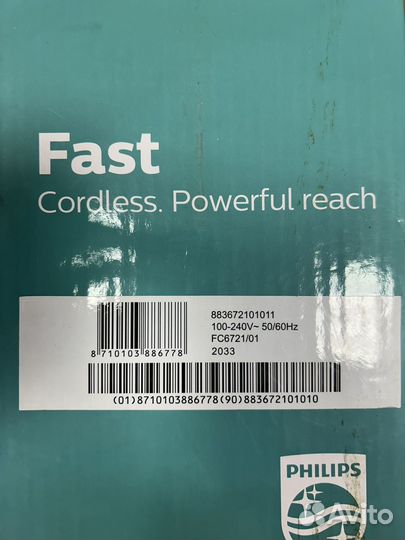 Fast
Cordless. Powerful reach
883672101011
100-240V~ 50/60Hz
FC6721/01
2033
8 710103 886778
(01)8710103886778(90)883672101010
PHILIPS
Avito